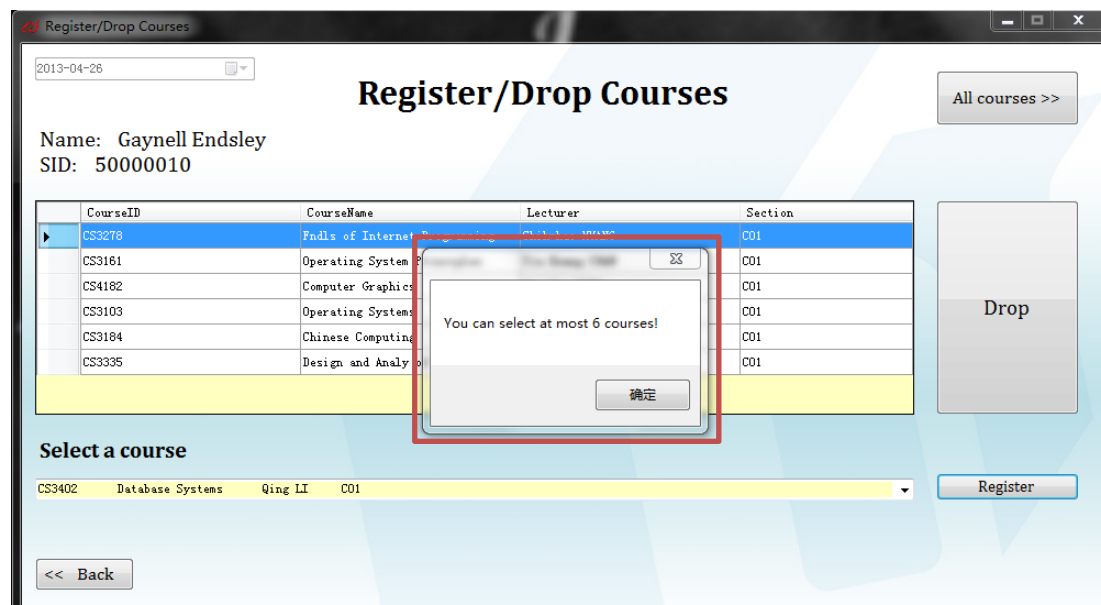 Register/Drop Courses
2013-04-26
Register/Drop Courses
All courses >>
Name: Gaynell Endsley
SID: 50000010
CourseID CourseName Lecturer Section
CS3278 Fndls of Internet C01
CS3161 Operating System C01
CS4182 Computer Graphics C01
CS3103 Operating Systems C01
CS3184 Chinese Computing C01
CS3335 Design and Analy C01
You can select at most 6 courses!
确定
Drop
Select a course
CS3402 Database Systems Qing LI C01
Register
<< Back